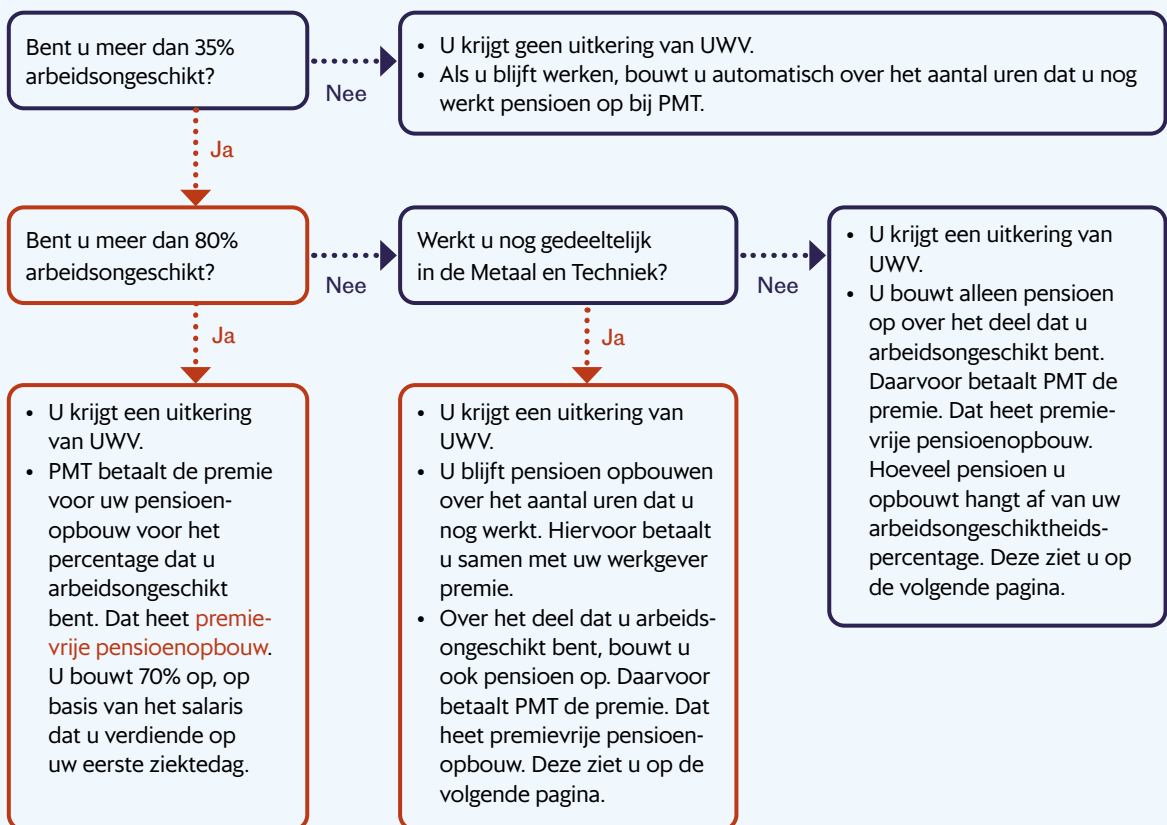 Bent u meer dan 35%
arbeidsongeschikt?
Nee
• U krijgt geen uitkering van UWV.
• Als u blijft werken, bouwt u automatisch over het aantal uren dat u nog
werkt pensioen op bij PMT.
Ja
Bent u meer dan 80%
arbeidsongeschikt?
Nee
Werkt u nog gedeeltelijk
in de Metaal en Techniek?
Nee
• U krijgt een uitkering van
UWV.
• U bouwt alleen pensioen
op over het deel dat u
arbeidsongeschikt bent.
Daarvoor betaalt PMT de
premie. Dat heet premie-
vrije pensioenopbouw.
Hoeveel pensioen u
opbouwt hangt af van uw
arbeidsongeschiktheids-
percentage. Deze ziet u op
de volgende pagina.
Ja
• U krijgt een uitkering
van UWV.
• PMT betaalt de premie
voor uw pensioen-
opbouw voor het
percentage dat u
arbeidsongeschikt
bent. Dat heet premie-
vrije pensioenopbouw.
U bouwt 70% op, op
basis van het salaris
dat u verdiende op
uw eerste ziektedag.
Ja
• U krijgt een uitkering van
UWV.
• U blijft pensioen opbouwen
over het aantal uren dat u
nog werkt. Hiervoor betaalt
u samen met uw werkgever
premie.
• Over het deel dat u arbeids-
ongeschikt bent, bouwt u
ook pensioen op. Daarvoor
betaalt PMT de premie. Dat
heet premievrije pensioen-
opbouw. Deze ziet u op de
volgende pagina.